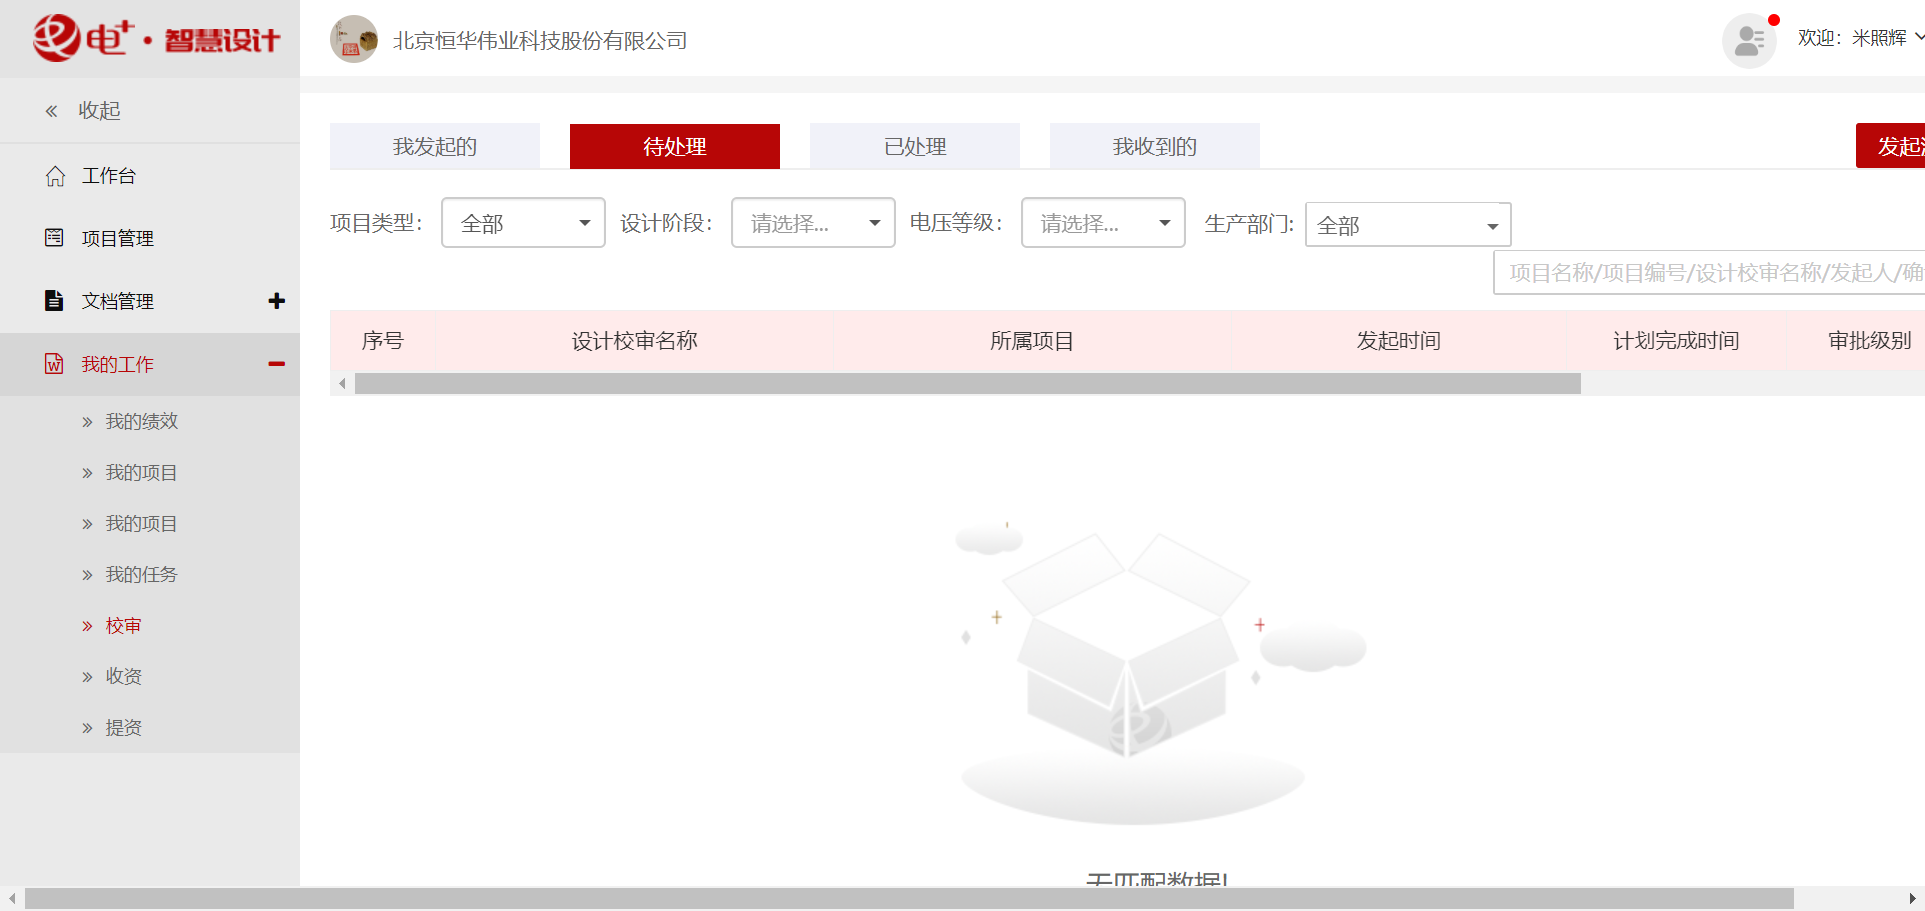 电+·智慧设计
北京恒华伟业科技股份有限公司
欢迎：米照辉
收起
工作台
项目管理
文档管理
我的工作
我的绩效
我的项目
我的项目
我的任务
校审
收资
提资
我发起的
待处理
已处理
我收到的
发起
项目类型：
全部
设计阶段：
请选择...
电压等级：
请选择...
生产部门:
全部
项目名称/项目编号/设计校审名称/发起人/确
序号
设计校审名称
所属项目
发起时间
计划完成时间
审批级别
无匹配数据!